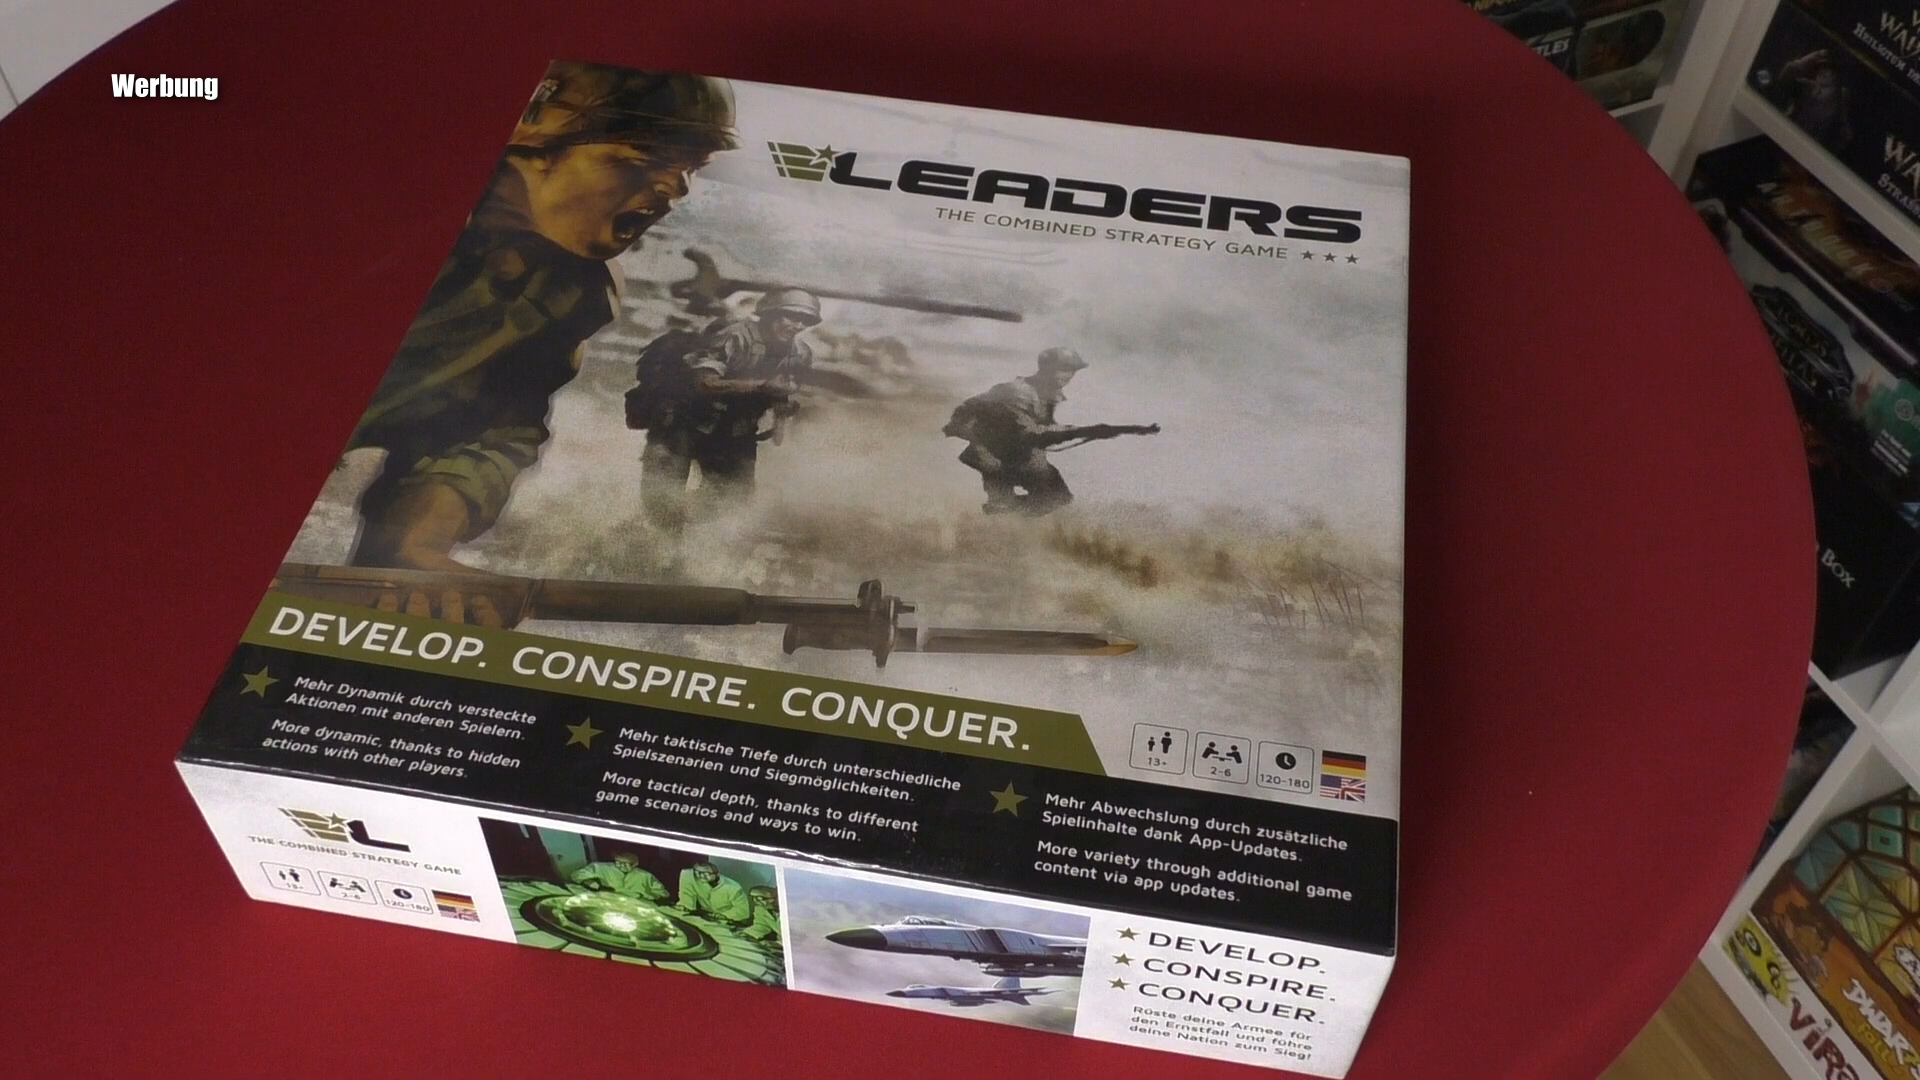 Werbung
LEADERS
THE COMBINED STRATEGY GAME ★ ★ ★
DEVELOP. CONSPIRE. CONQUER.
Mehr Dynamik durch versteckte
Aktionen mit anderen Spielern.
More dynamic, thanks to hidden
actions with other players.
Mehr taktische Tiefe durch unterschiedliche
Spielszenarien und Siegmöglichkeiten.
More tactical depth, thanks to different
game scenarios and ways to win.
Mehr Abwechslung durch zusätzliche
Spielinhalte dank App-Updates.
More variety through additional game
content via app updates.
13+
2-6
120-180
L
THE COMBINED STRATEGY GAME
13+
2-6
120-180
DEVELOP.
CONSPIRE.
CONQUER.
Rüste deine Armee für
den Ernstfall und führe
deine Nation zum Sieg!
BOX